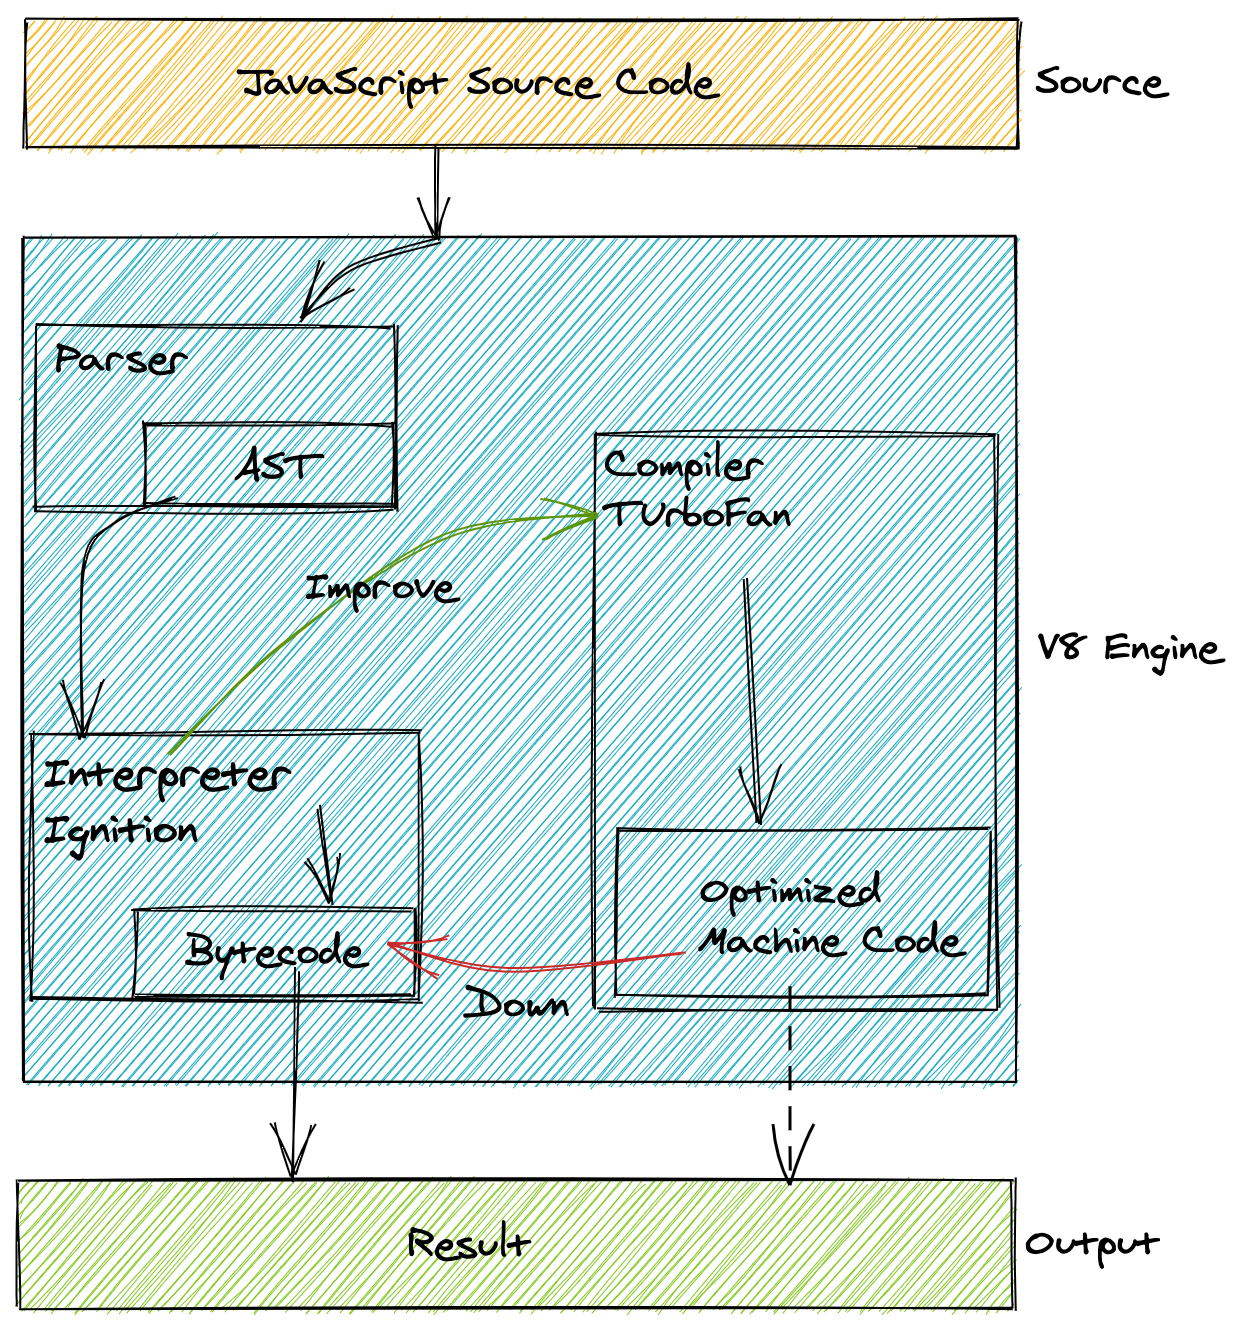 JavaScript Source Code
Source
Parser
AST
Compiler
TUrboFan
Improve
V8 Engine
Interpreter
Ignition
Optimized
Machine Code
Bytecode
Down
Result
Output